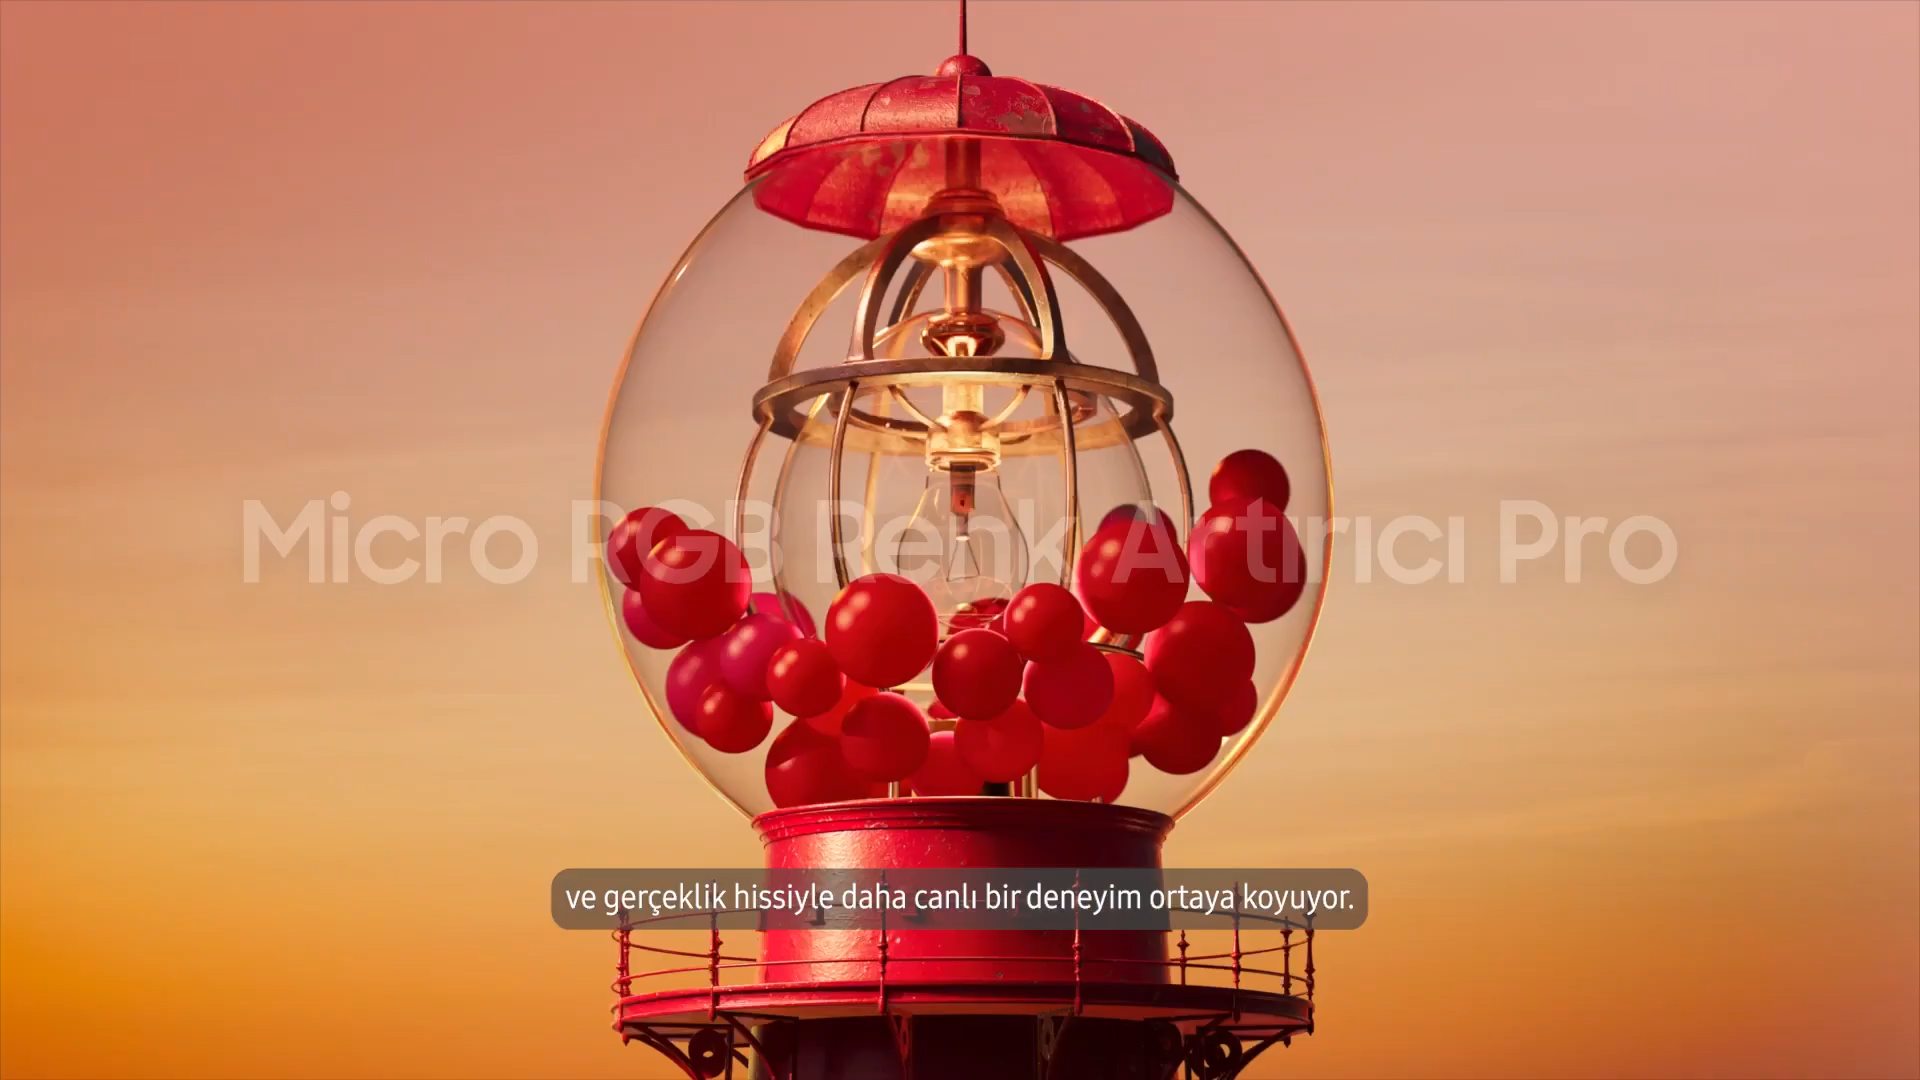 Micro RGB Renk Artırıcı Pro
ve gerçeklik hissiyle daha canlı bir deneyim ortaya koyuyor.